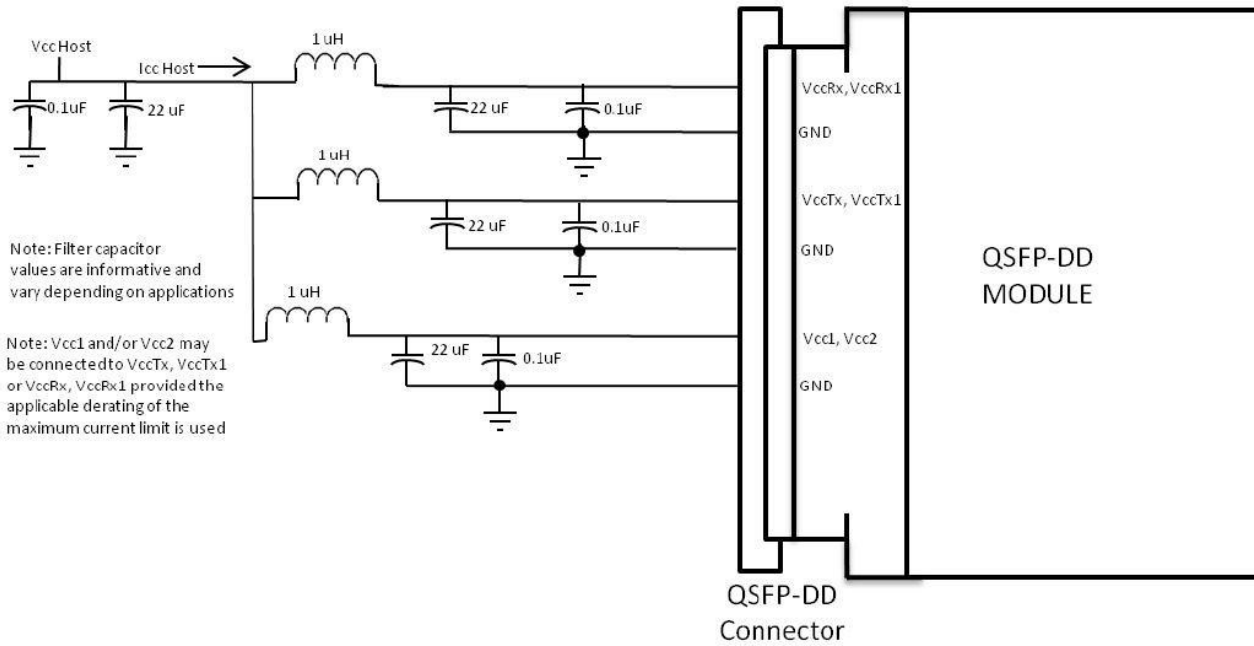 Vcc Host
Icc Host
0.1uF
22 uF
1 uH
22 uF
0.1uF
VccRx, VccRx1
GND
1 uH
22 uF
0.1uF
VccTx, VccTx1
GND
Note: Filter capacitor
values are informative and
vary depending on applications
1 uH
22 uF
0.1uF
Vcc1, Vcc2
GND
Note: Vcc1 and/or Vcc2 may
be connected to VccTx, VccTx1
or VccRx, VccRx1 provided the
applicable derating of the
maximum current limit is used
QSFP-DD
MODULE
QSFP-DD
Connector